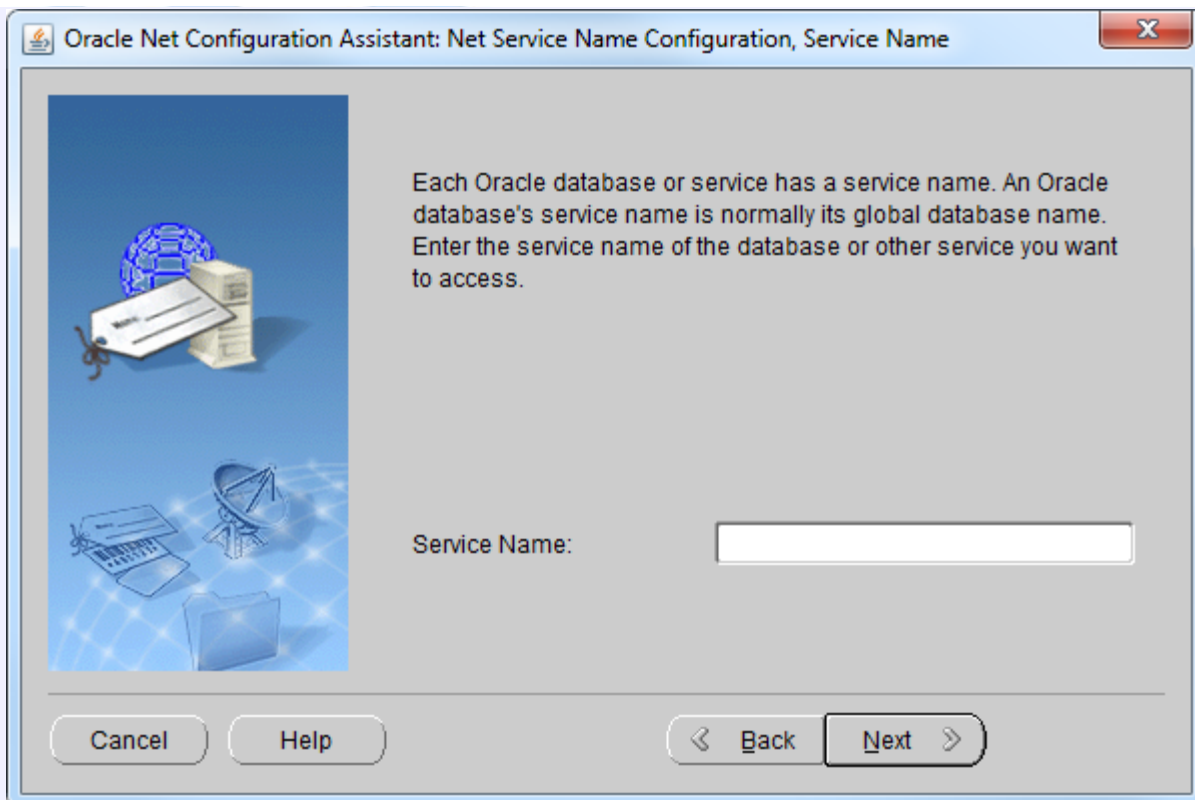 Oracle Net Configuration Assistant: Net Service Name Configuration, Service Name
Each Oracle database or service has a service name. An Oracle
database's service name is normally its global database name.
Enter the service name of the database or other service you want
to access.
Service Name:
Cancel
Help
Back
Next